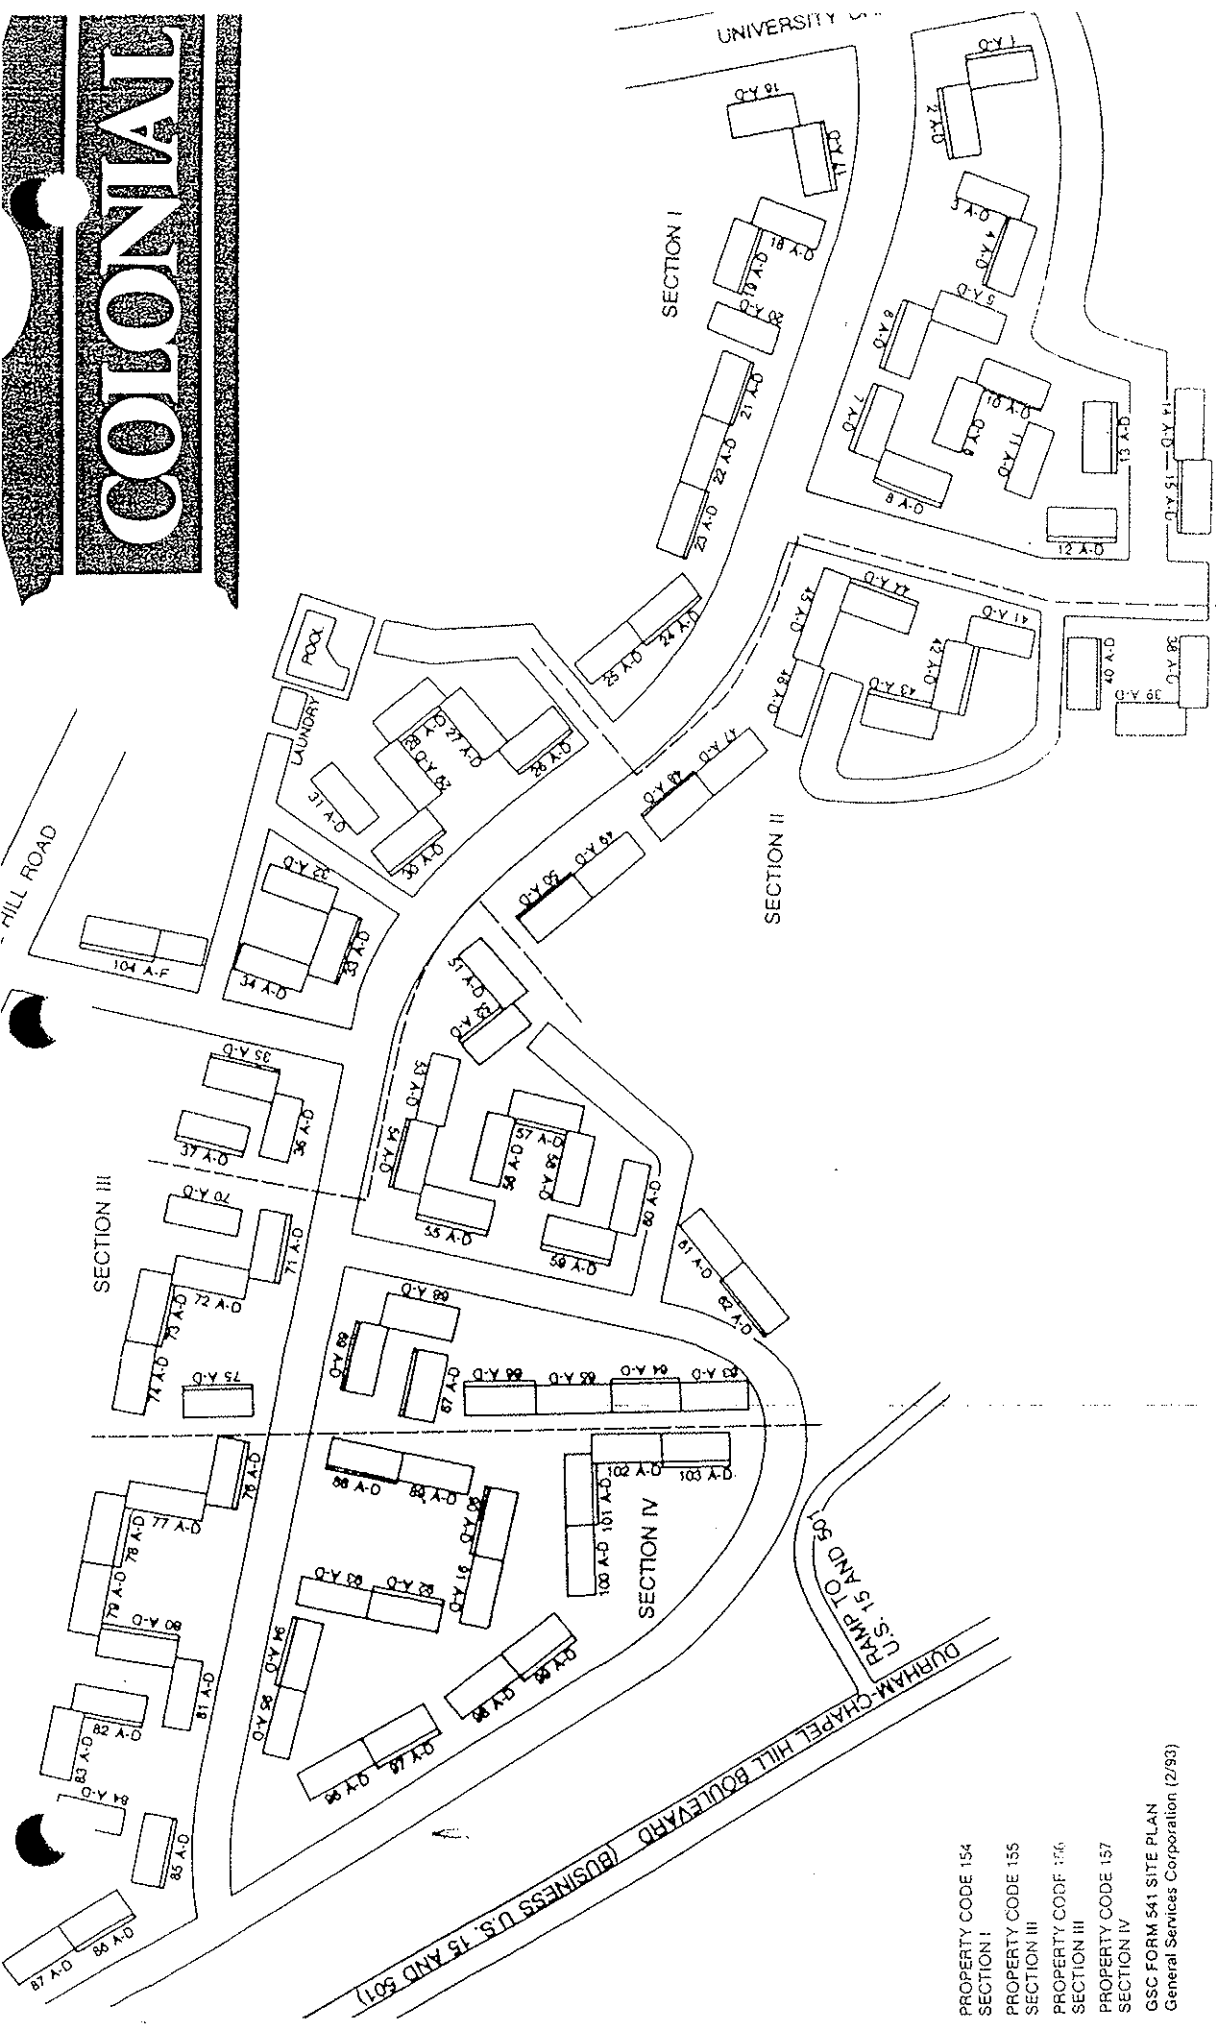 COLONIAL
UNIVERSITY
HILL ROAD
SECTION I
SECTION II
SECTION III
SECTION IV
POOL
LAUNDRY
1 A-D
2 A-D
3 A-D
4 A-D
5 A-D
6 A-D
7 A-D
8 A-D
9 A-D
10 A-D
11 A-D
12 A-D
13 A-D
14 A-D
15 A-D
16 A-D
17 A-D
18 A-D
19 A-D
20 A-D
21 A-D
22 A-D
23 A-D
24 A-D
25 A-D
26 A-D
27 A-D
28 A-D
29 A-D
30 A-D
31 A-D
32 A-D
33 A-D
34 A-D
35 A-D
36 A-D
37 A-D
38 A-D
39 A-D
40 A-D
41 A-D
42 A-D
43 A-D
44 A-D
45 A-D
46 A-D
47 A-D
48 A-D
49 A-D
50 A-D
51 A-D
52 A-D
53 A-D
54 A-D
55 A-D
56 A-D
57 A-D
58 A-D
59 A-D
60 A-D
61 A-D
62 A-D
63 A-D
64 A-D
65 A-D
66 A-D
67 A-D
68 A-D
69 A-D
70 A-D
71 A-D
72 A-D
73 A-D
74 A-D
75 A-D
76 A-D
77 A-D
78 A-D
79 A-D
80 A-D
81 A-D
82 A-D
83 A-D
84 A-D
85 A-D
86 A-D
87 A-D
88 A-D
89 A-D
90 A-D
91 A-D
92 A-D
93 A-D
94 A-D
95 A-D
96 A-D
97 A-D
98 A-D
99 A-D
100 A-D
101 A-D
102 A-D
103 A-D
104 A-F
RAMP TO
U.S. 15 AND 501
DURHAM-CHAPEL HILL BOULEVARD (BUSINESS U.S. 15 AND 501)
PROPERTY CODE 154
SECTION I
PROPERTY CODE 155
SECTION III
PROPERTY CODE 156
SECTION III
PROPERTY CODE 157
SECTION IV
GSC FORM 541 SITE PLAN
General Services Corporation (2/93)